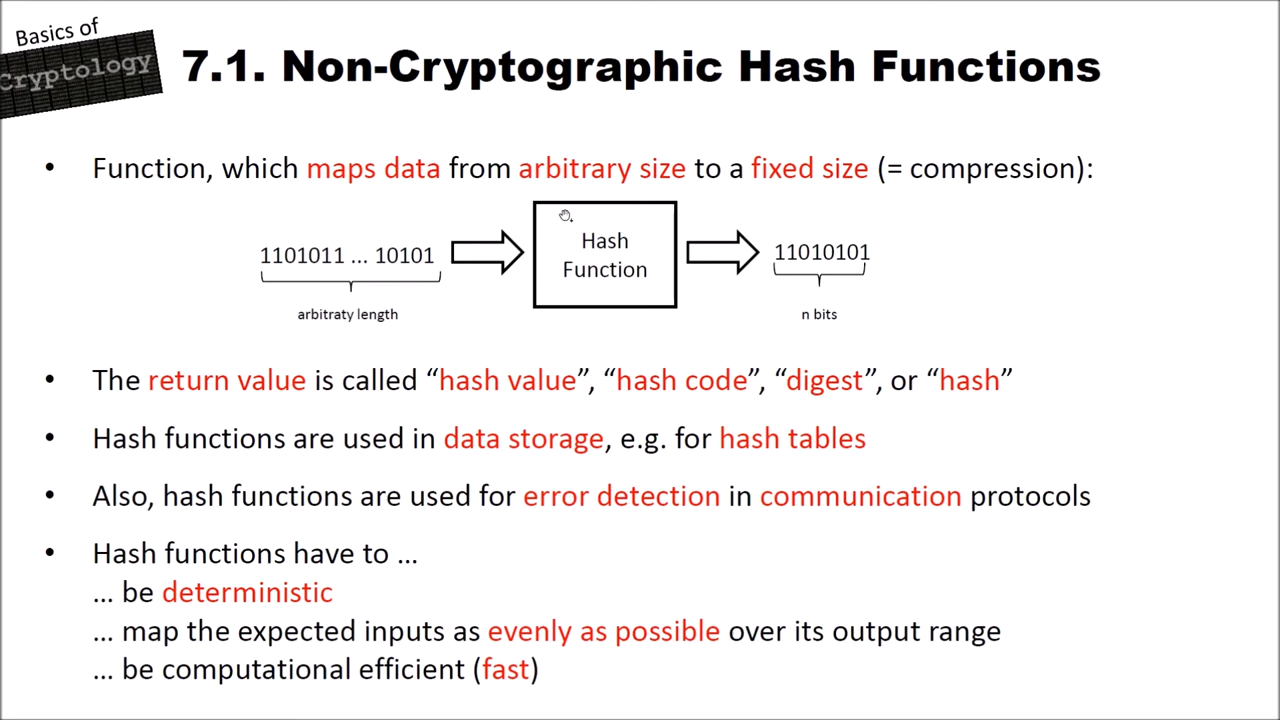 Basics of
Cryptology
7.1. Non-Cryptographic Hash Functions
• Function, which maps data from arbitrary size to a fixed size (= compression):
1101011 ... 10101
Hash
Function
11010101
arbitraty length
n bits
• The return value is called “hash value”, “hash code”, “digest”, or “hash”
• Hash functions are used in data storage, e.g. for hash tables
• Also, hash functions are used for error detection in communication protocols
• Hash functions have to ...
... be deterministic
... map the expected inputs as evenly as possible over its output range
... be computational efficient (fast)